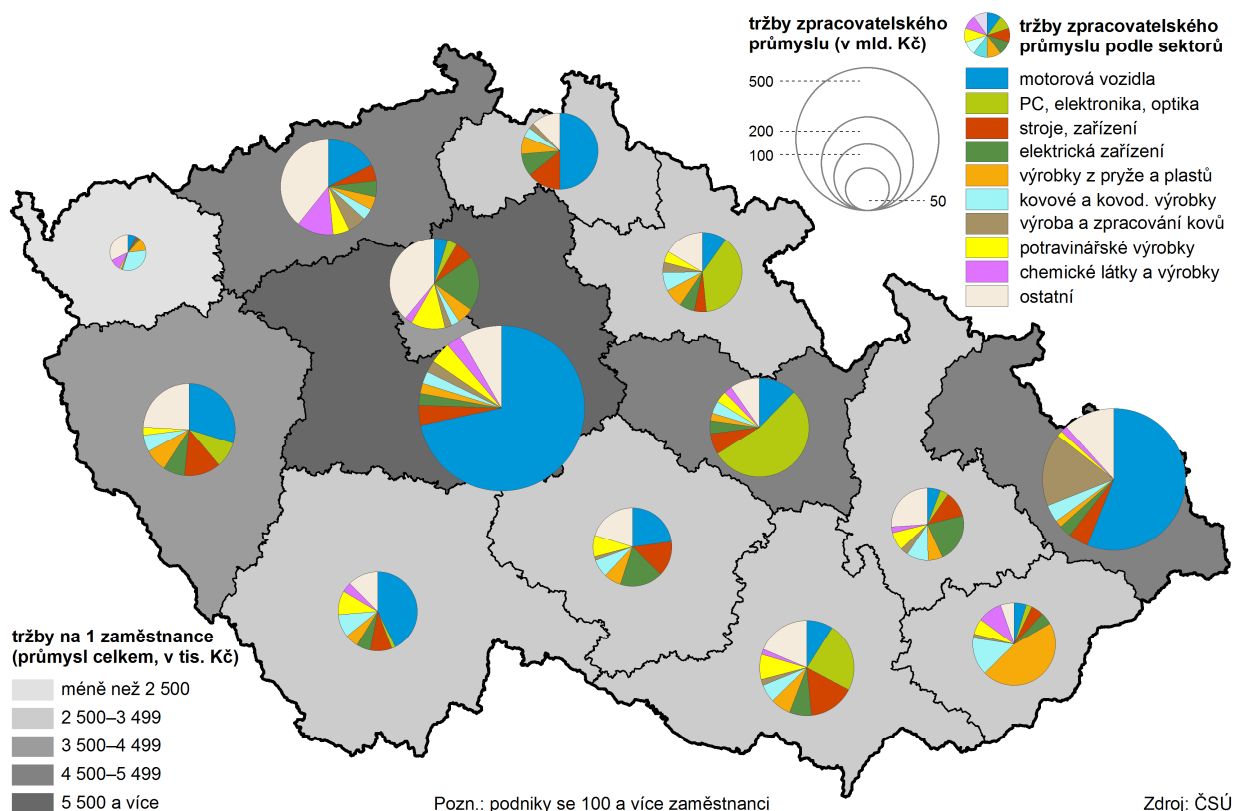 tržby zpracovatelského
průmyslu (v mld. Kč)
500
200
100
50
tržby zpracovatelského
průmyslu podle sektorů
motorová vozidla
PC, elektronika, optika
stroje, zařízení
elektrická zařízení
výrobky z pryže a plastů
kovové a kovod. výrobky
výroba a zpracování kovů
potravinářské výrobky
chemické látky a výrobky
ostatní
tržby na 1 zaměstnance
(průmysl celkem, v tis. Kč)
méně než 2 500
2 500–3 499
3 500–4 499
4 500–5 499
5 500 a více
Pozn.: podniky se 100 a více zaměstnanci
Zdroj: ČSÚ